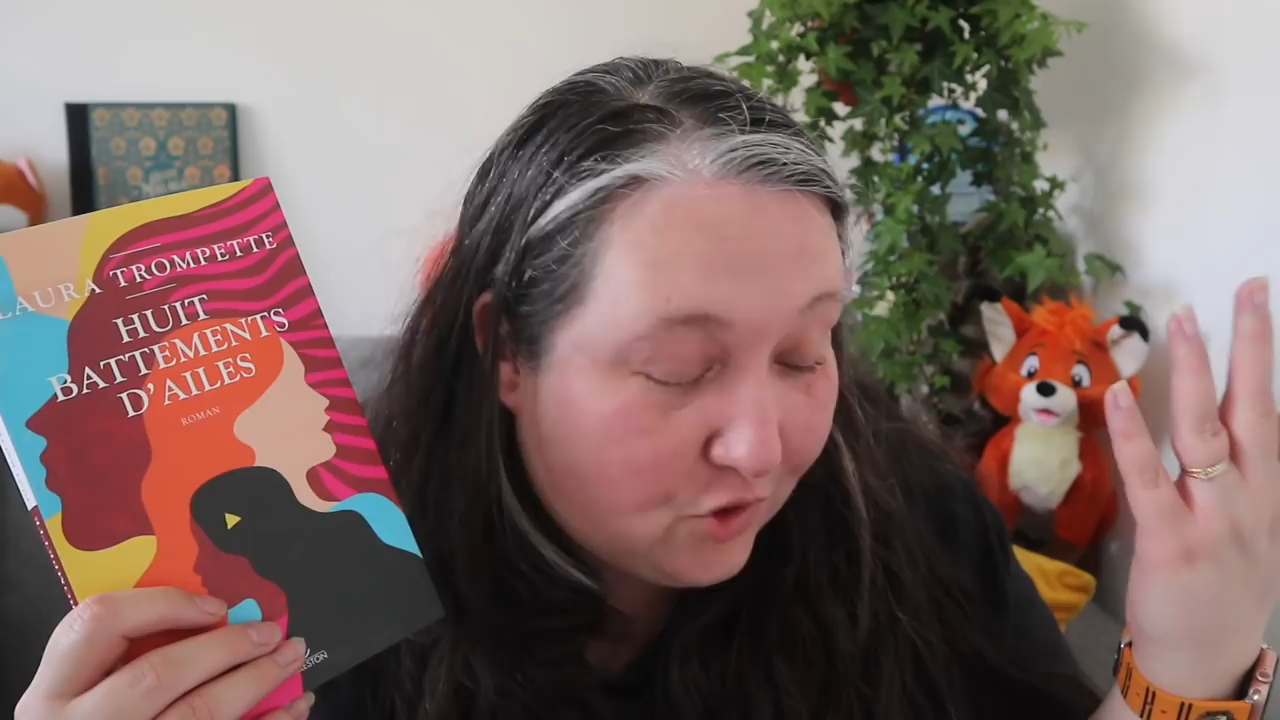 LAURA TROMPETTE
HUIT
BATTEMENTS
D'AILES
ROMAN